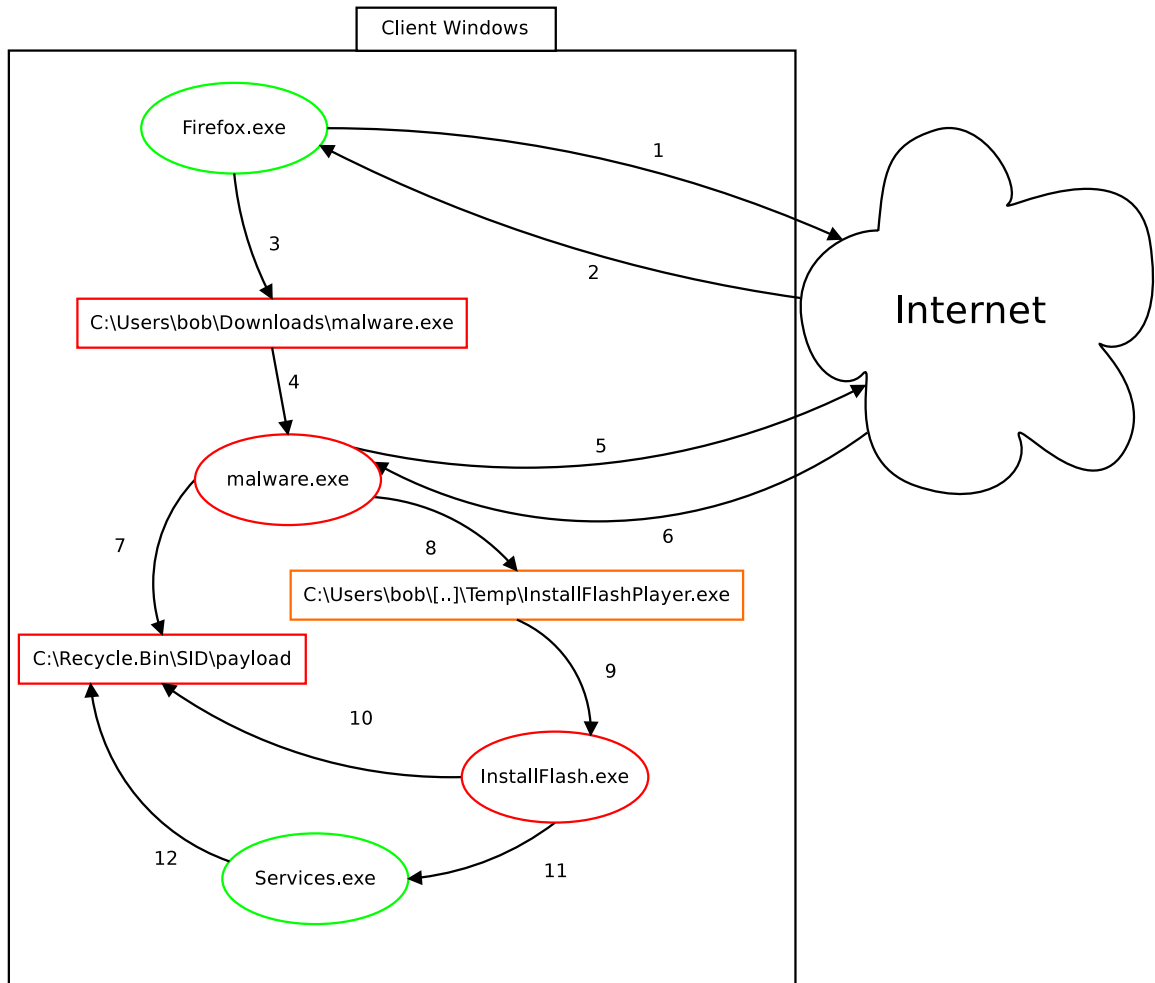 Client Windows
Firefox.exe
1
2
3
Internet
C:\Users\bob\Downloads\malware.exe
4
5
malware.exe
6
7
8
C:\Users\bob\[..]\Temp\InstallFlashPlayer.exe
C:\Recycle.Bin\SID\payload
9
10
InstallFlash.exe
11
12
Services.exe